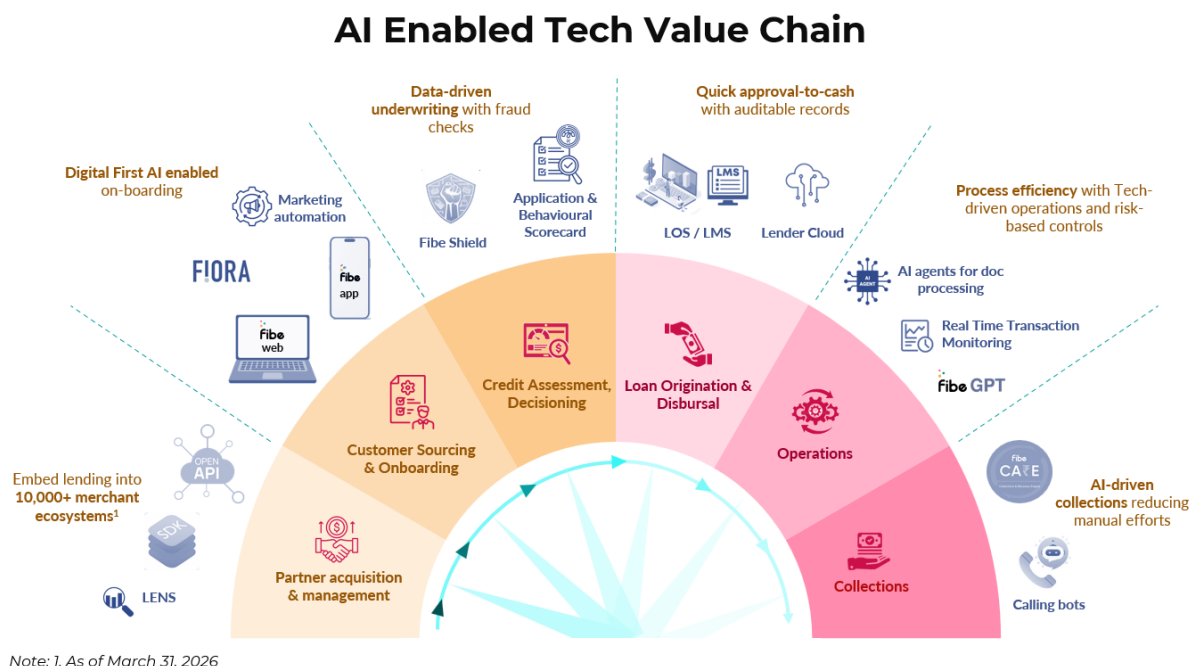 AI Enabled Tech Value Chain
Embed lending into
10,000+ merchant
ecosystems¹
OPEN
API
SDK
LENS
Partner acquisition
& management
Digital First AI enabled
on-boarding
Marketing
automation
F!ORA
fibe
app
fibe
web
Customer Sourcing
& Onboarding
Data-driven
underwriting with fraud
checks
Fibe Shield
Application &
Behavioural
Scorecard
Credit Assessment,
Decisioning
Quick approval-to-cash
with auditable records
LMS
LOS / LMS
Lender Cloud
Loan Origination &
Disbursal
Process efficiency with Tech-
driven operations and risk-
based controls
AI
AGENT
AI agents for doc
processing
Real Time Transaction
Monitoring
fibe GPT
Operations
fibe
CA₹E
AI-driven
collections reducing
manual efforts
Calling bots
Collections
Note: 1. As of March 31, 2026